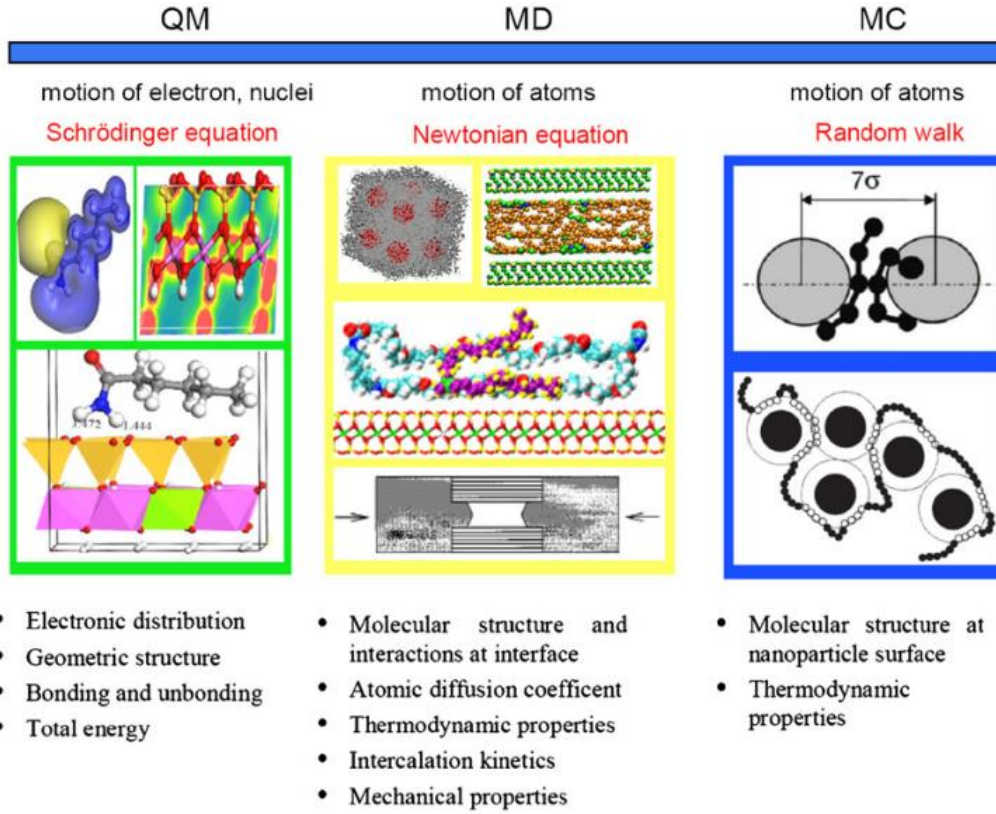 QM
MD
MC
motion of electron, nuclei
Schrödinger equation
motion of atoms
Newtonian equation
motion of atoms
Random walk
7σ
1.444
• Electronic distribution
• Geometric structure
• Bonding and unbonding
• Total energy
• Molecular structure and
interactions at interface
• Atomic diffusion coefficent
• Thermodynamic properties
• Intercalation kinetics
• Mechanical properties
• Molecular structure at
nanoparticle surface
• Thermodynamic
properties